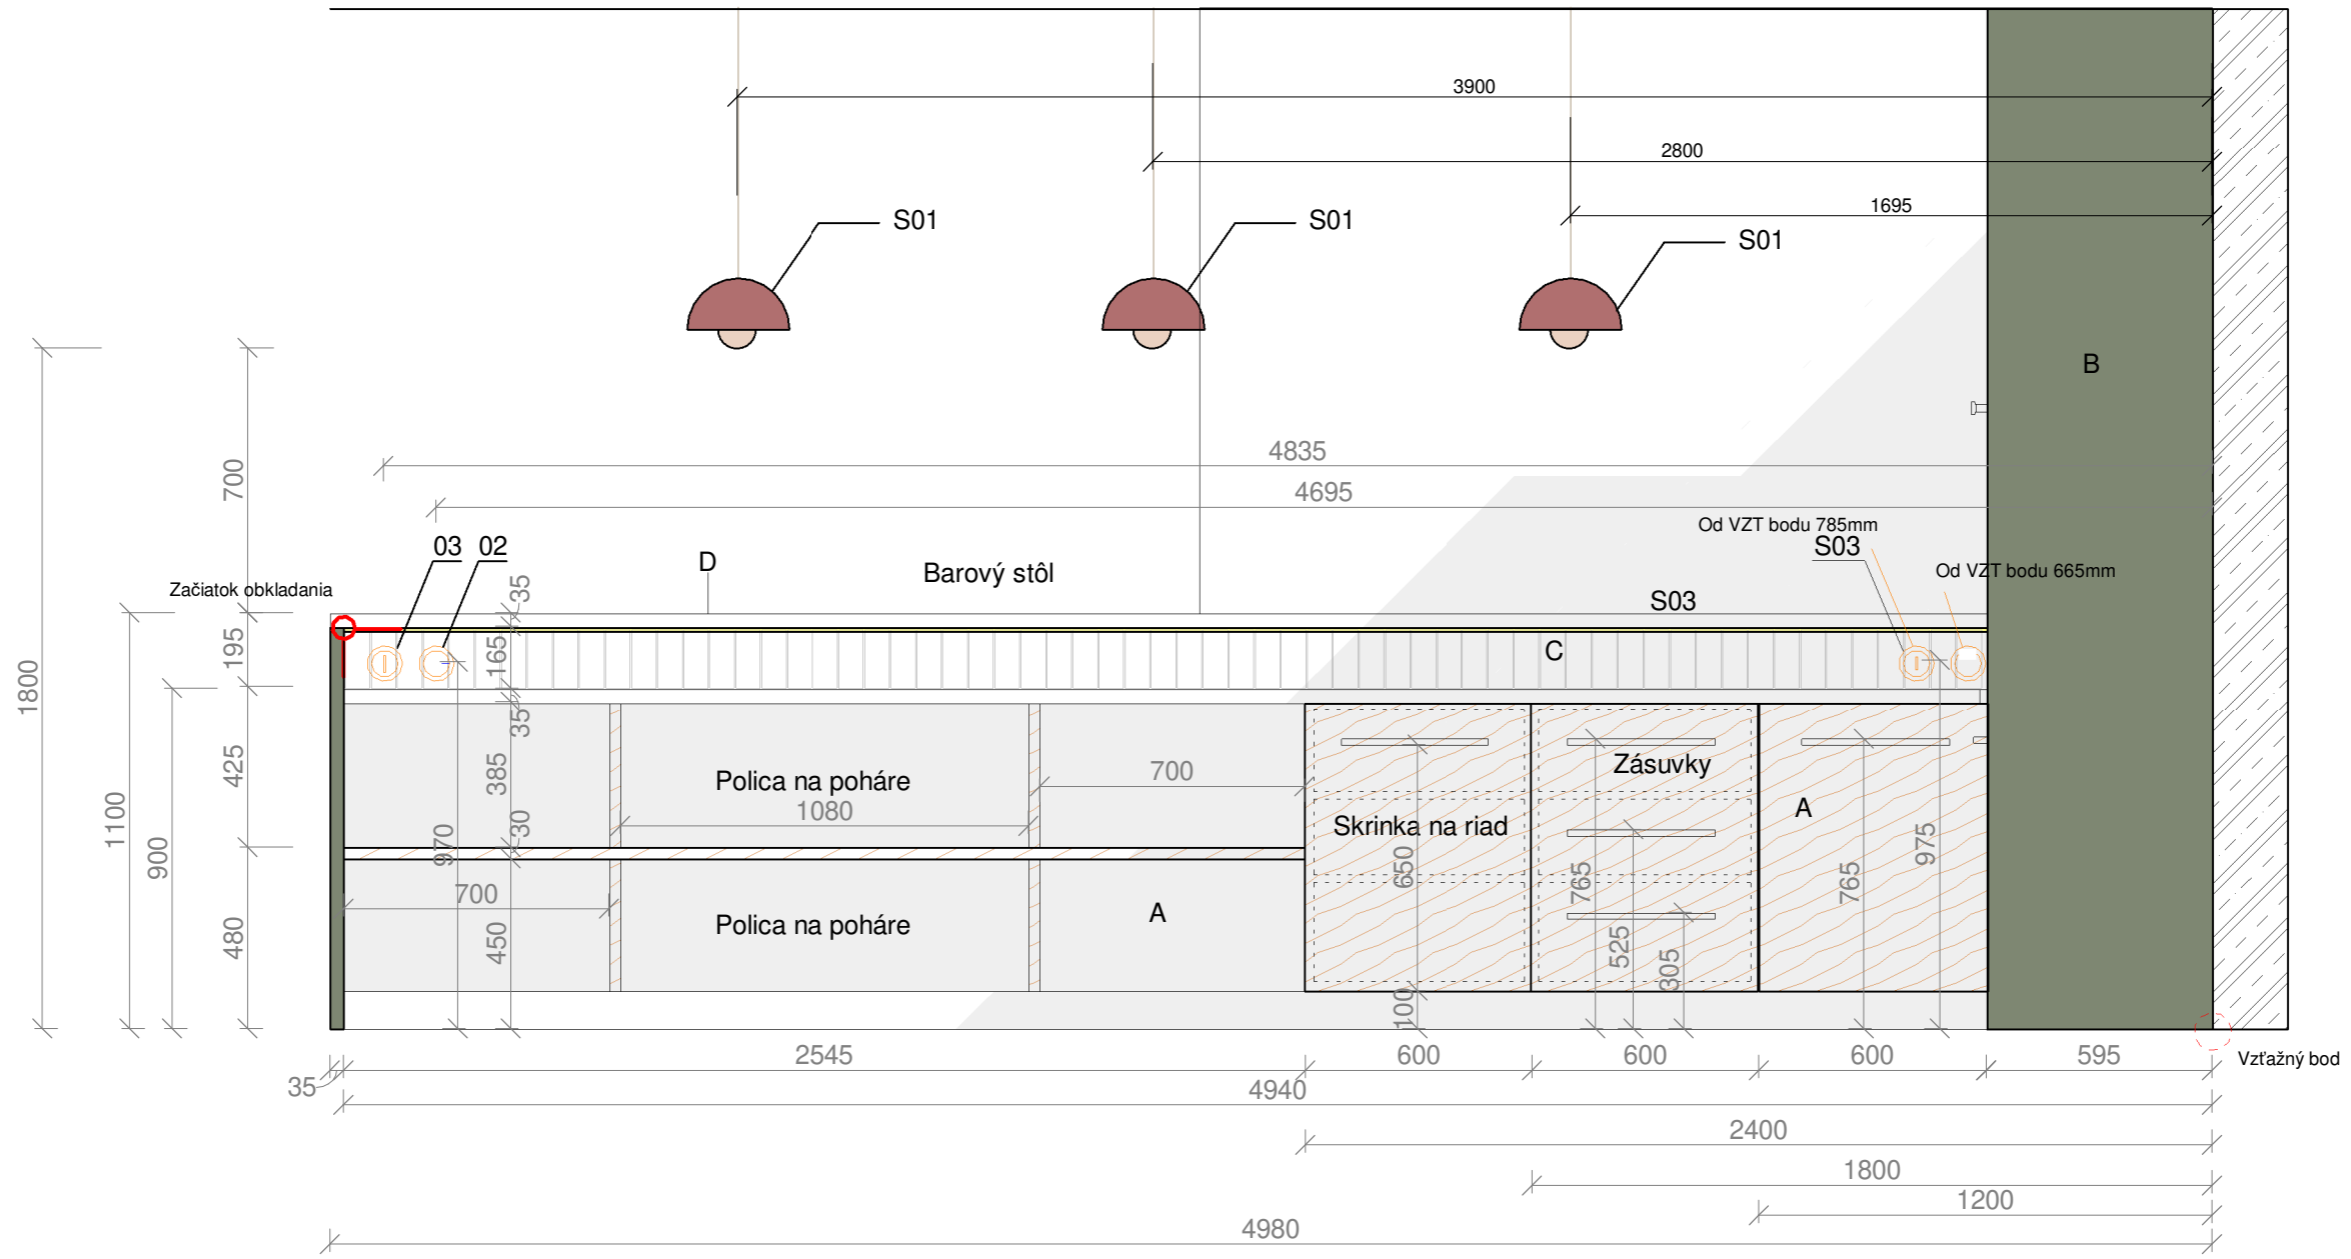 3900
2800
1695
S01
S01
S01
B
4835
4695
Od VZT bodu 785mm
S03
Od VZT bodu 665mm
03
02
D
Barový stôl
S03
Začiatok obkladania
35
700
195
165
C
1800
35
425
385
700
Zásuvky
Polica na poháre
1080
Skrinka na riad
A
1100
900
30
970
650
765
765
975
700
Polica na poháre
A
480
450
525
305
100
35
2545
600
600
600
595
Vzťažný bod
4940
2400
1800
1200
4980